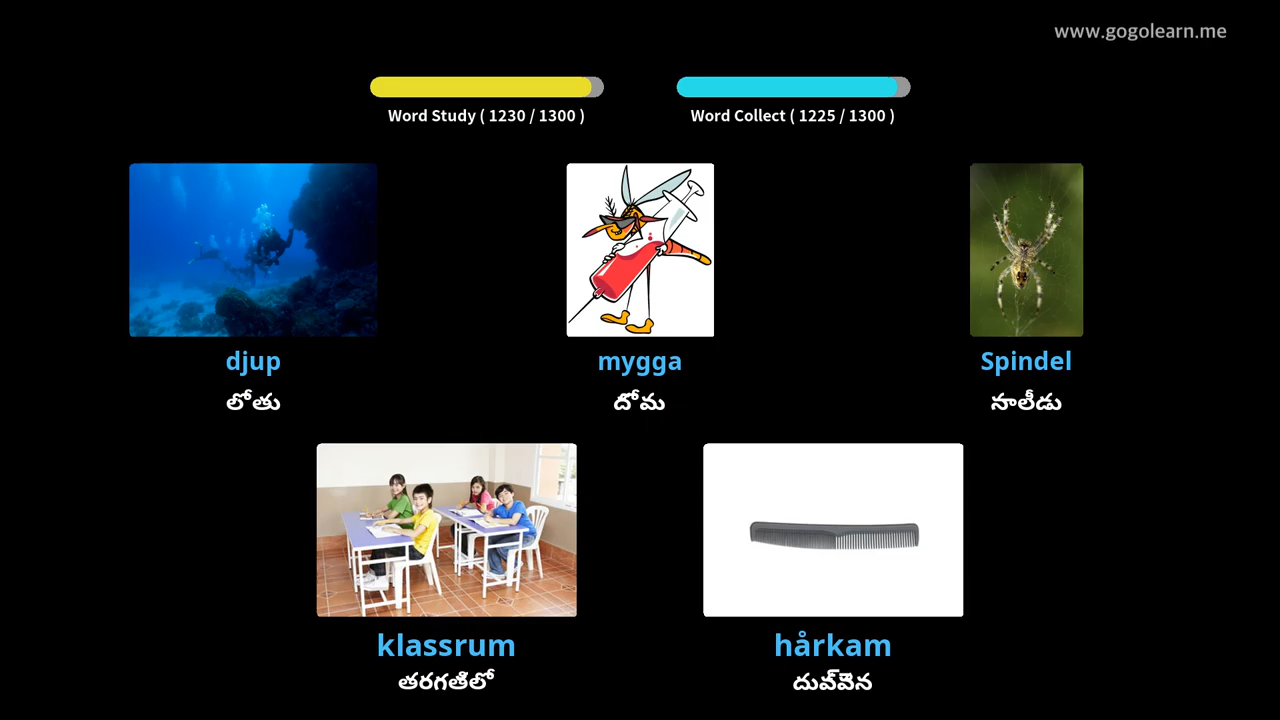 www.gogolearn.me
Word Study ( 1230 / 1300 )
Word Collect ( 1225 / 1300 )
djup
mygga
Spindel
లోతు
దోమ
సాలీడు
klassrum
hårkam
తరగతిలో
దువ్వెన